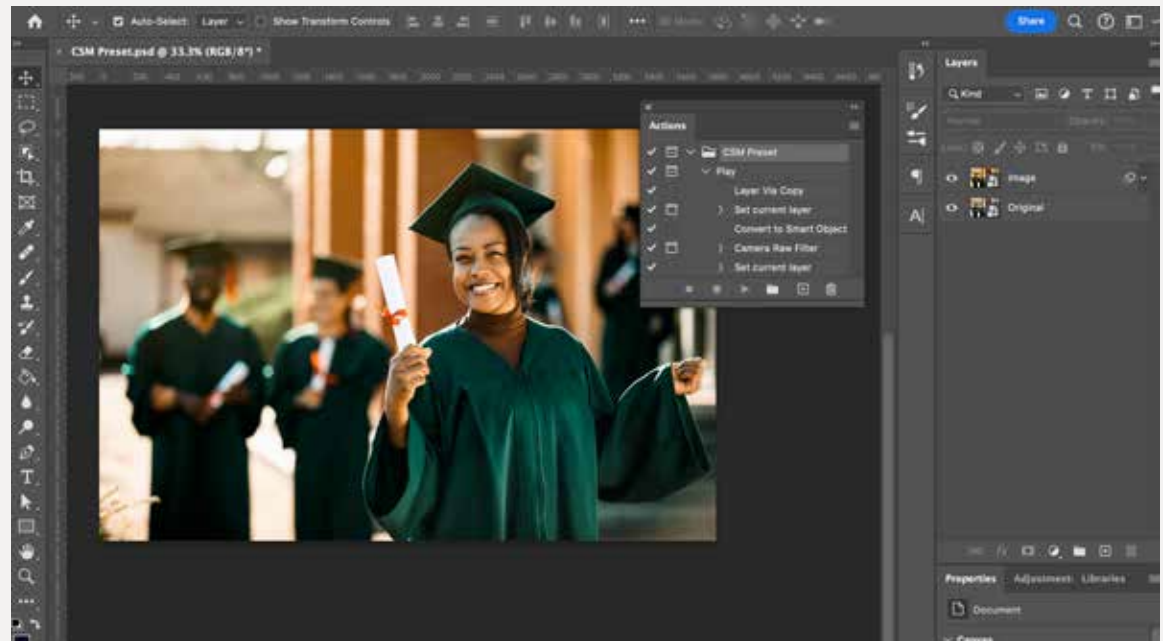 Auto-Select: Layer Show Transform Controls
Share
CSM Preset.psd @ 33.3% (RGB/8*) *
Layers
Kind
Actions
CSM Preset
Play
Layer Via Copy
Set current layer
Convert to Smart Object
Camera Raw Filter
Set current layer
Image
Original
A|
T
Properties Adjustment: Libraries
Document
Canvas